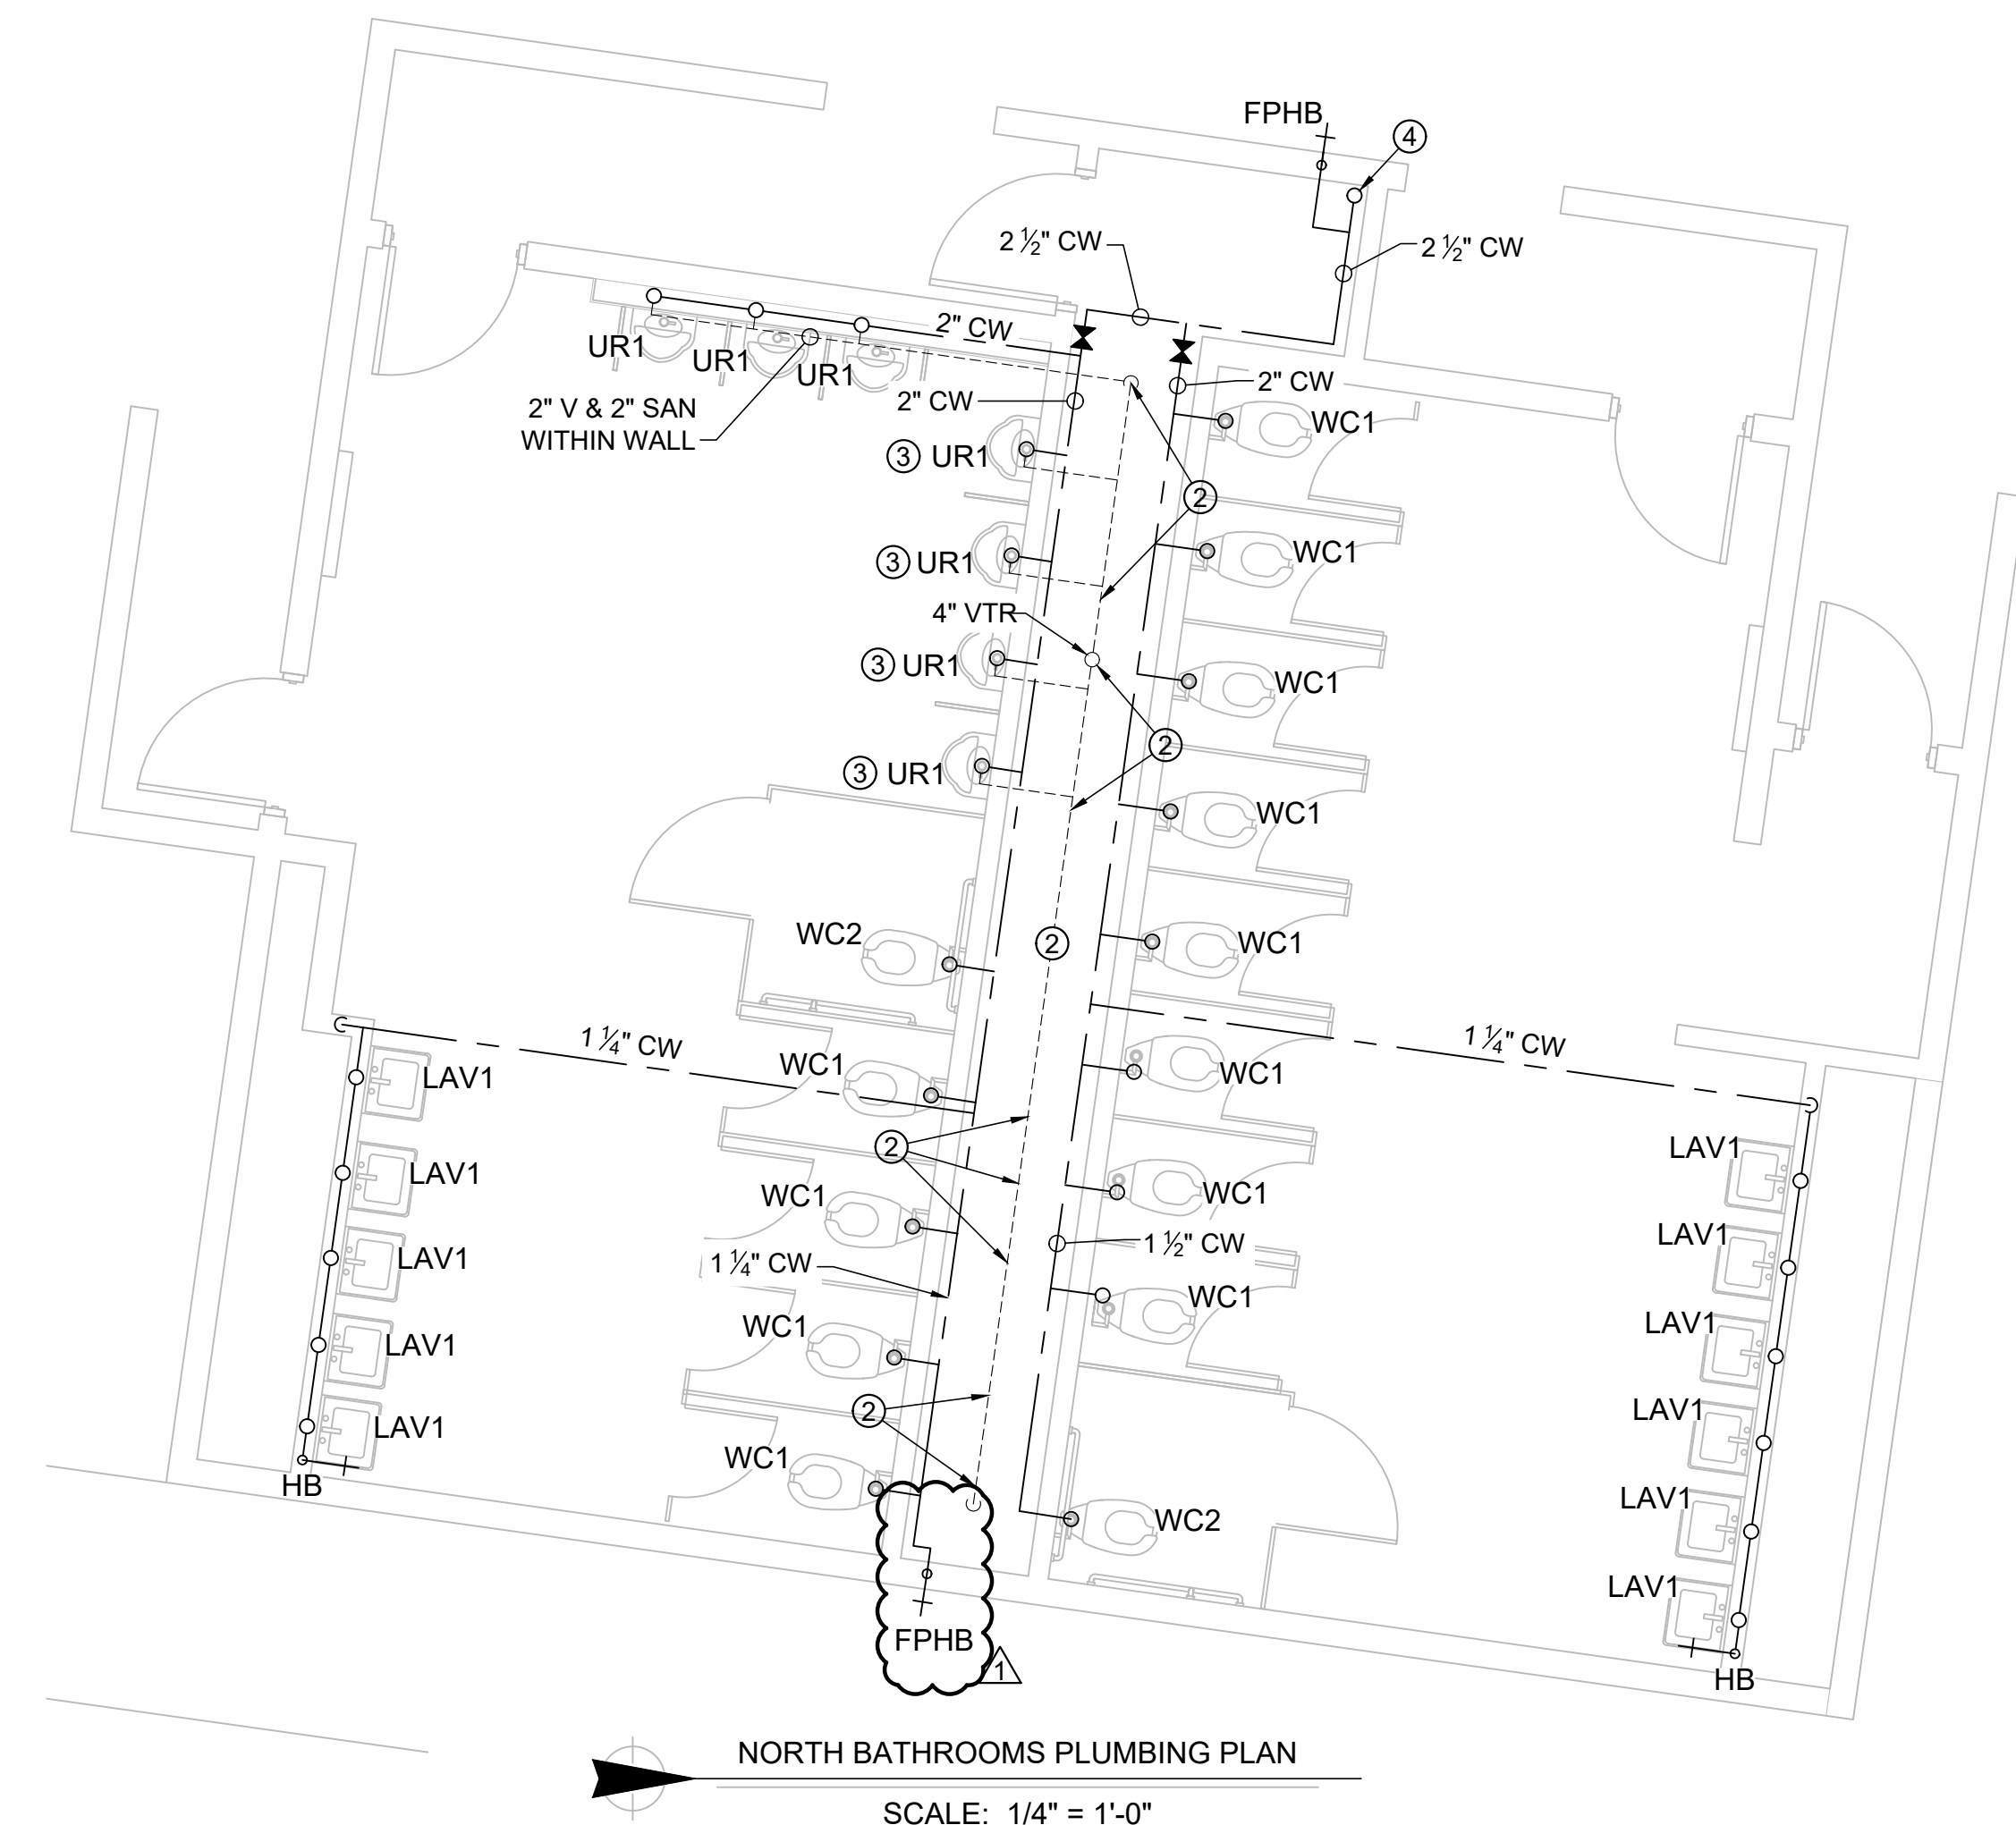 FPHB
4
2 ½" CW
2 ½" CW
2" CW
UR1
UR1
UR1
2" CW
2" CW
WC1
2" V & 2" SAN
WITHIN WALL
3 UR1
2
3 UR1
WC1
4" VTR
3 UR1
WC1
2
3 UR1
WC1
WC2
2
WC1
1 ¼" CW
1 ¼" CW
WC1
WC1
LAV1
LAV1
2
LAV1
WC1
WC1
LAV1
LAV1
1 ½" CW
1 ¼" CW
WC1
LAV1
WC1
LAV1
LAV1
2
LAV1
LAV1
WC1
HB
LAV1
WC2
LAV1
FPHB
1
HB
NORTH BATHROOMS PLUMBING PLAN
SCALE: 1/4" = 1'-0"